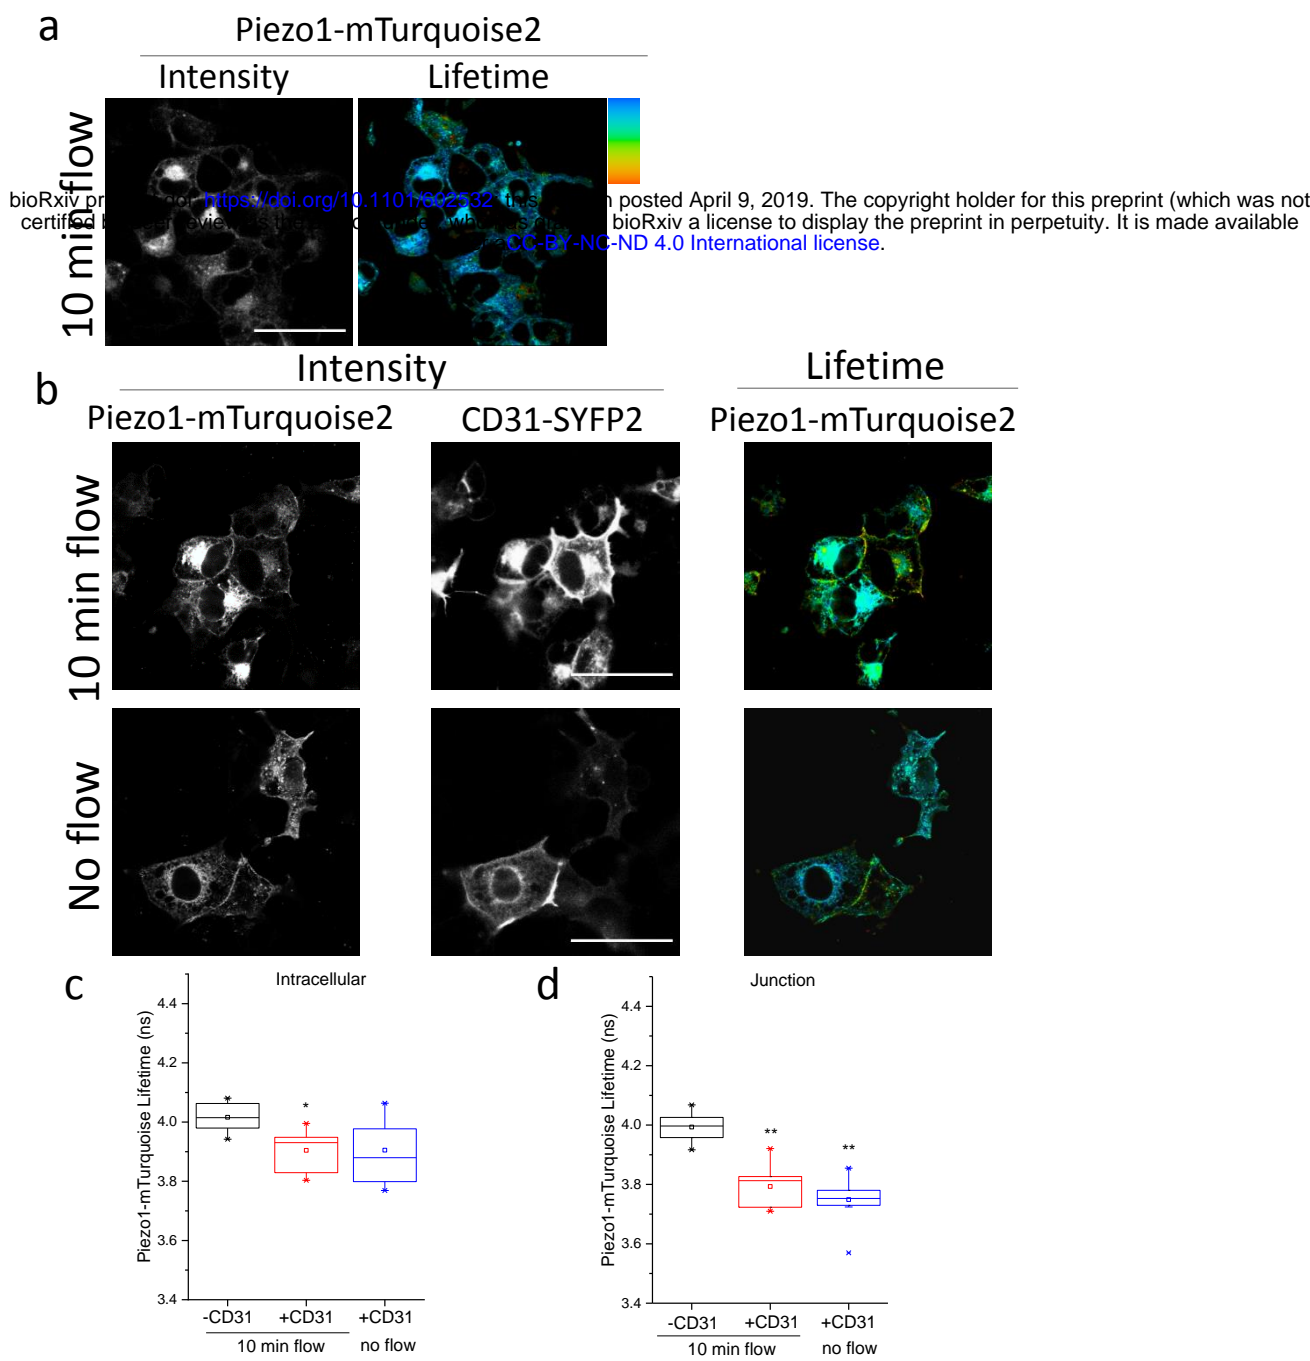 a
Piezo1-mTurquoise2
Intensity Lifetime
10 min flow
bioRxiv https://doi.org/10.1101/602532 posted April 9, 2019. The copyright holder for this preprint (which was not
certified bioRxiv a license to display the preprint in perpetuity. It is made available
CC-BY-NC-ND 4.0 International license.
b
Intensity Lifetime
Piezo1-mTurquoise2 CD31-SYFP2 Piezo1-mTurquoise2
10 min flow
No flow
c
Intracellular
Piezo1-mTurquoise Lifetime (ns)
4.4
4.2
4.0
3.8
3.6
3.4
*
-CD31 +CD31 +CD31
10 min flow no flow
d
Junction
Piezo1-mTurquoise Lifetime (ns)
4.4
4.2
4.0
3.8
3.6
3.4
**
**
-CD31 +CD31 +CD31
10 min flow no flow